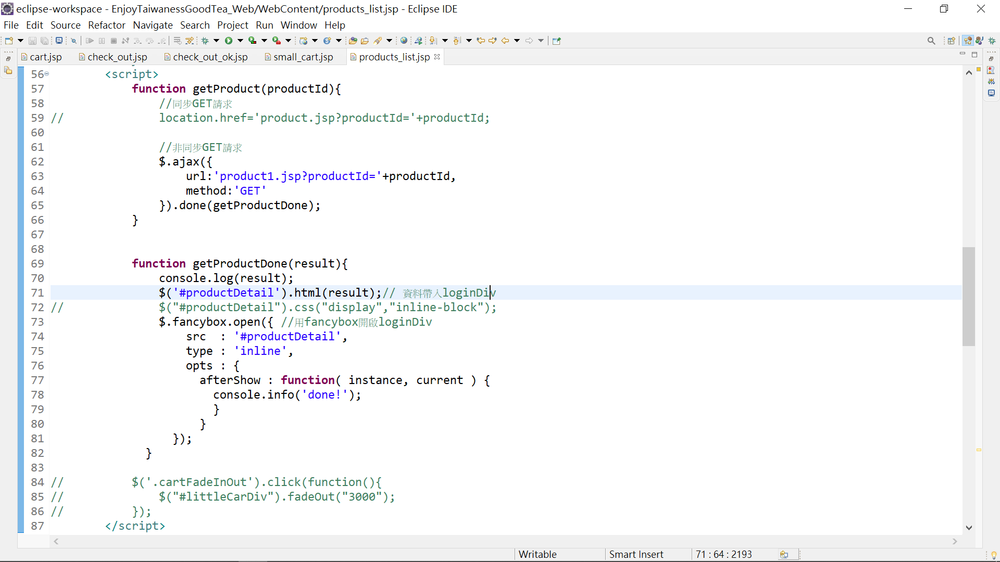 eclipse-workspace - EnjoyTaiwanessGoodTea_Web/WebContent/products_list.jsp - Eclipse IDE
File Edit Source Refactor Navigate Search Project Run Window Help
cart.jsp check_out.jsp check_out_ok.jsp small_cart.jsp products_list.jsp
56 <script>
57 function getProduct(productId){
58 //同步GET請求
59 // location.href='product.jsp?productId='+productId;
60
61 //非同步GET請求
62 $.ajax({
63 url:'product1.jsp?productId='+productId,
64 method:'GET'
65 }).done(getProductDone);
66 }
67
68
69 function getProductDone(result){
70 console.log(result);
71 $('#productDetail').html(result);// 資料帶入loginDiv
72 // $("#productDetail").css("display","inline-block");
73 $.fancybox.open({ //用fancybox開啟loginDiv
74 src : '#productDetail',
75 type : 'inline',
76 opts : {
77 afterShow : function( instance, current ) {
78 console.info('done!');
79 }
80 }
81 });
82 }
83
84 // $('.cartFadeInOut').click(function(){
85 // $("#littleCarDiv").fadeOut("3000");
86 // });
87 </script>
Writable Smart Insert 71 : 64 : 2193